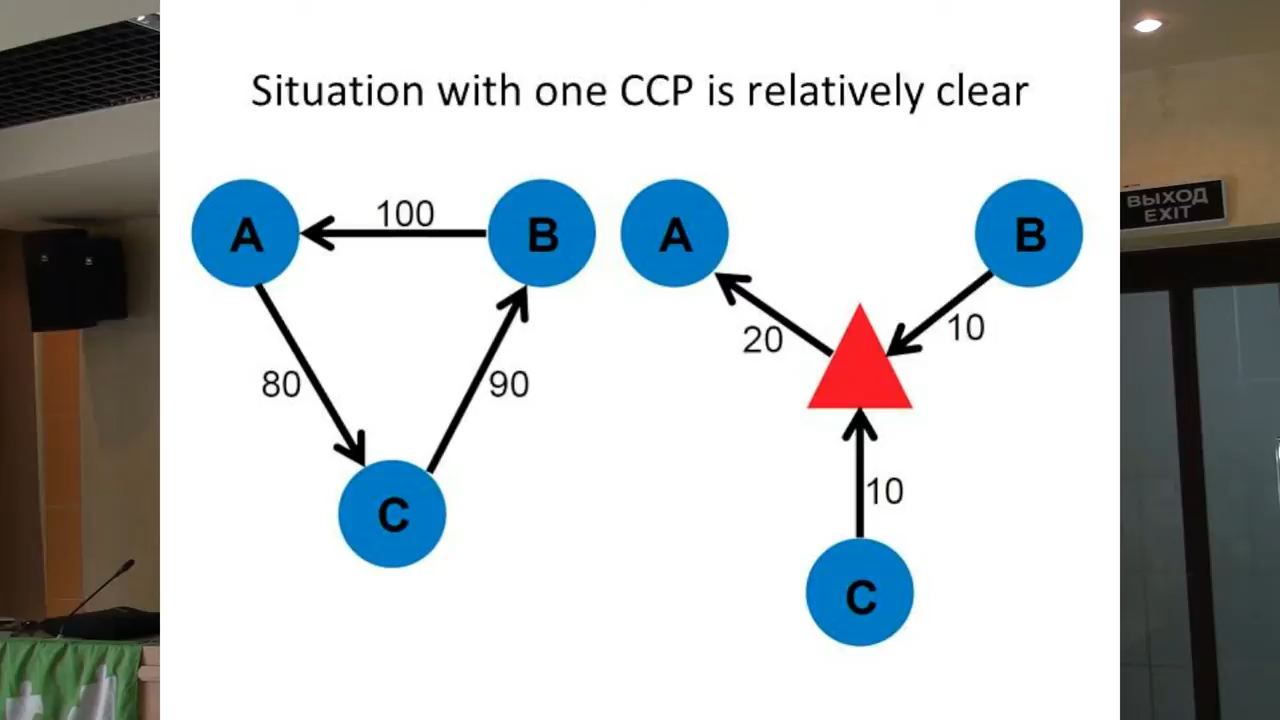 Situation with one CCP is relatively clear
A
100
B
80
90
C
A
B
20
10
10
C
ВЫХОД
EXIT